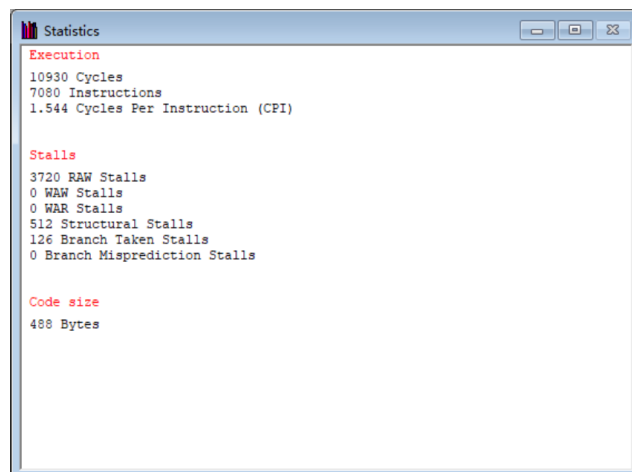 Statistics
Execution
10930 Cycles
7080 Instructions
1.544 Cycles Per Instruction (CPI)
Stalls
3720 RAW Stalls
0 WAW Stalls
0 WAR Stalls
512 Structural Stalls
126 Branch Taken Stalls
0 Branch Misprediction Stalls
Code size
488 Bytes